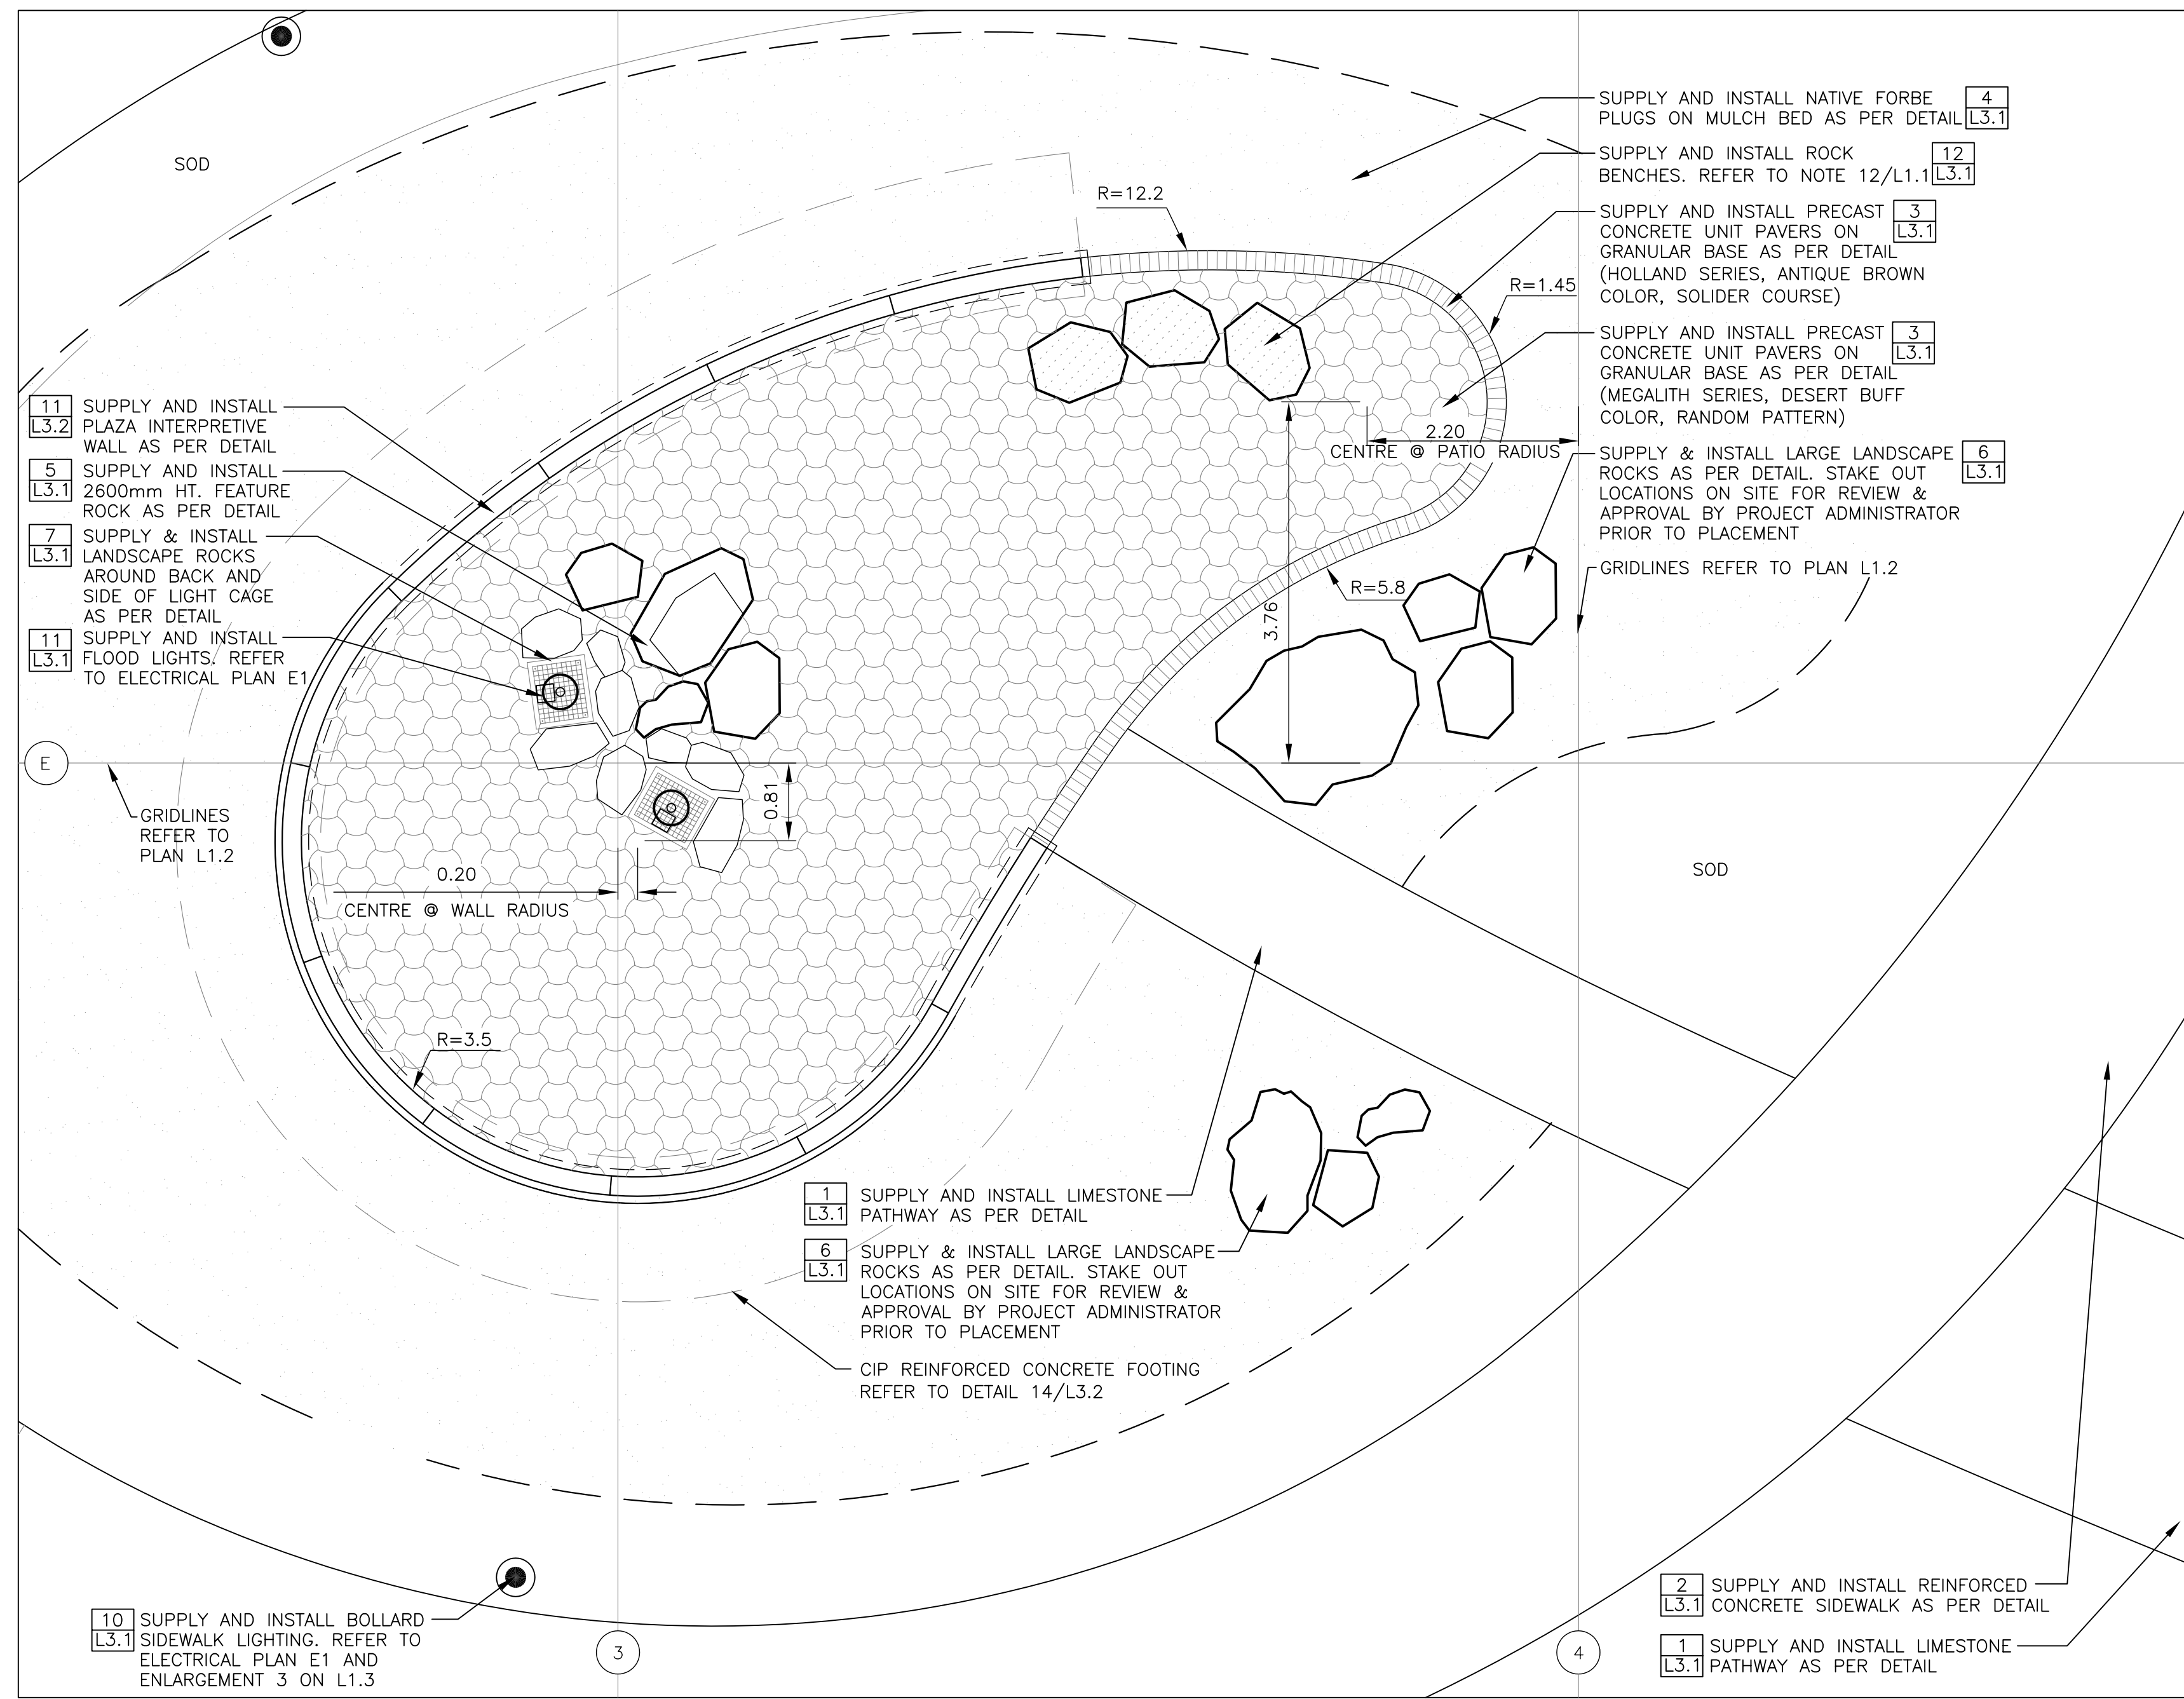 SOD
SUPPLY AND INSTALL NATIVE FORBE
PLUGS ON MULCH BED AS PER DETAIL
4
L3.1
SUPPLY AND INSTALL ROCK
BENCHES. REFER TO NOTE 12/L1.1
12
L3.1
R=12.2
SUPPLY AND INSTALL PRECAST
CONCRETE UNIT PAVERS ON
GRANULAR BASE AS PER DETAIL
(HOLLAND SERIES, ANTIQUE BROWN
COLOR, SOLIDER COURSE)
3
L3.1
R=1.45
SUPPLY AND INSTALL PRECAST
CONCRETE UNIT PAVERS ON
GRANULAR BASE AS PER DETAIL
(MEGALITH SERIES, DESERT BUFF
COLOR, RANDOM PATTERN)
3
L3.1
2.20
CENTRE @ PATIO RADIUS
SUPPLY & INSTALL LARGE LANDSCAPE
ROCKS AS PER DETAIL. STAKE OUT
LOCATIONS ON SITE FOR REVIEW &
APPROVAL BY PROJECT ADMINISTRATOR
PRIOR TO PLACEMENT
6
L3.1
GRIDLINES REFER TO PLAN L1.2
R=5.8
3.76
11
L3.2
SUPPLY AND INSTALL
PLAZA INTERPRETIVE
WALL AS PER DETAIL
5
L3.1
SUPPLY AND INSTALL
2600mm HT. FEATURE
ROCK AS PER DETAIL
7
L3.1
SUPPLY & INSTALL
LANDSCAPE ROCKS
AROUND BACK AND
SIDE OF LIGHT CAGE
AS PER DETAIL
11
L3.1
SUPPLY AND INSTALL
FLOOD LIGHTS. REFER
TO ELECTRICAL PLAN E1
E
GRIDLINES
REFER TO
PLAN L1.2
0.81
0.20
CENTRE @ WALL RADIUS
SOD
R=3.5
1
L3.1
SUPPLY AND INSTALL LIMESTONE
PATHWAY AS PER DETAIL
6
L3.1
SUPPLY & INSTALL LARGE LANDSCAPE
ROCKS AS PER DETAIL. STAKE OUT
LOCATIONS ON SITE FOR REVIEW &
APPROVAL BY PROJECT ADMINISTRATOR
PRIOR TO PLACEMENT
CIP REINFORCED CONCRETE FOOTING
REFER TO DETAIL 14/L3.2
10
L3.1
SUPPLY AND INSTALL BOLLARD
SIDEWALK LIGHTING. REFER TO
ELECTRICAL PLAN E1 AND
ENLARGEMENT 3 ON L1.3
3
4
2
L3.1
SUPPLY AND INSTALL REINFORCED
CONCRETE SIDEWALK AS PER DETAIL
1
L3.1
SUPPLY AND INSTALL LIMESTONE
PATHWAY AS PER DETAIL